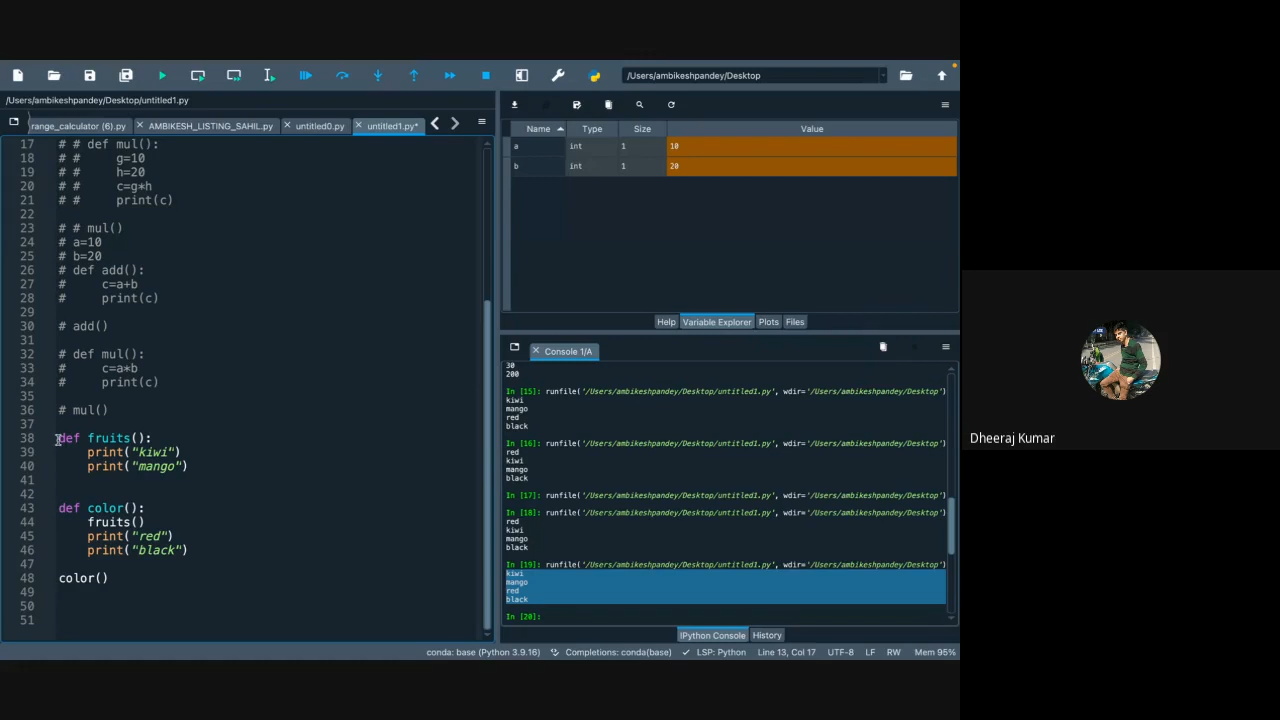 /Users/ambikeshpandey/Desktop
/Users/ambikeshpandey/Desktop/untitled1.py
range_calculator (6).py
AMBIKESH_LISTING_SAHIL.py
untitled0.py
untitled1.py*
17 # # def mul():
18 # #     g=10
19 # #     h=20
20 # #     c=g*h
21 # #     print(c)
22
23 # # mul()
24 # a=10
25 # b=20
26 # def add():
27 #     c=a+b
28 #     print(c)
29
30 # add()
31
32 # def mul():
33 #     c=a*b
34 #     print(c)
35
36 # mul()
37
38 def fruits():
39     print("kiwi")
40     print("mango")
41
42
43 def color():
44     fruits()
45     print("red")
46     print("black")
47
48 color()
49
50
51
Name Type Size Value
a int 1 10
b int 1 20
Help Variable Explorer Plots Files
Console 1/A
30
200
In [15]: runfile('/Users/ambikeshpandey/Desktop/untitled1.py', wdir='/Users/ambikeshpandey/Desktop')
kiwi
mango
red
black
In [16]: runfile('/Users/ambikeshpandey/Desktop/untitled1.py', wdir='/Users/ambikeshpandey/Desktop')
red
kiwi
mango
black
In [17]: runfile('/Users/ambikeshpandey/Desktop/untitled1.py', wdir='/Users/ambikeshpandey/Desktop')
In [18]: runfile('/Users/ambikeshpandey/Desktop/untitled1.py', wdir='/Users/ambikeshpandey/Desktop')
red
kiwi
mango
black
In [19]: runfile('/Users/ambikeshpandey/Desktop/untitled1.py', wdir='/Users/ambikeshpandey/Desktop')
kiwi
mango
red
black
In [20]:
IPython Console History
conda: base (Python 3.9.16) Completions: conda(base) LSP: Python Line 13, Col 17 UTF-8 LF RW Mem 95%
Dheeraj Kumar